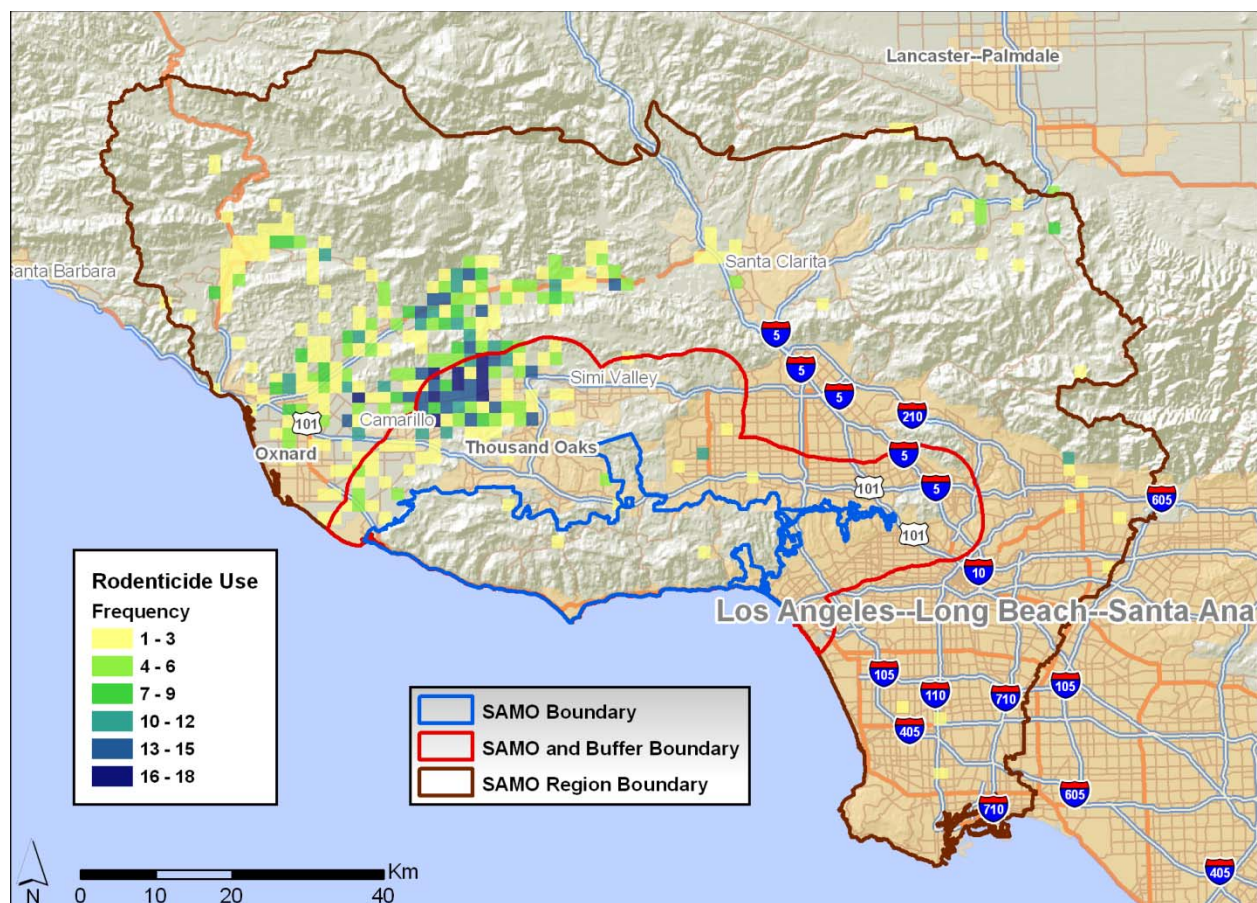 Lancaster--Palmdale
Santa Barbara
Santa Clarita
5
5
Simi Valley
5
210
Camarillo
101
Thousand Oaks
Oxnard
5
101
5
605
101
10
Los Angeles--Long Beach--Santa Ana
105
110
710
105
405
605
710
405
Rodenticide Use
Frequency
1 - 3
4 - 6
7 - 9
10 - 12
13 - 15
16 - 18
SAMO Boundary
SAMO and Buffer Boundary
SAMO Region Boundary
N
Km
0 10 20 40